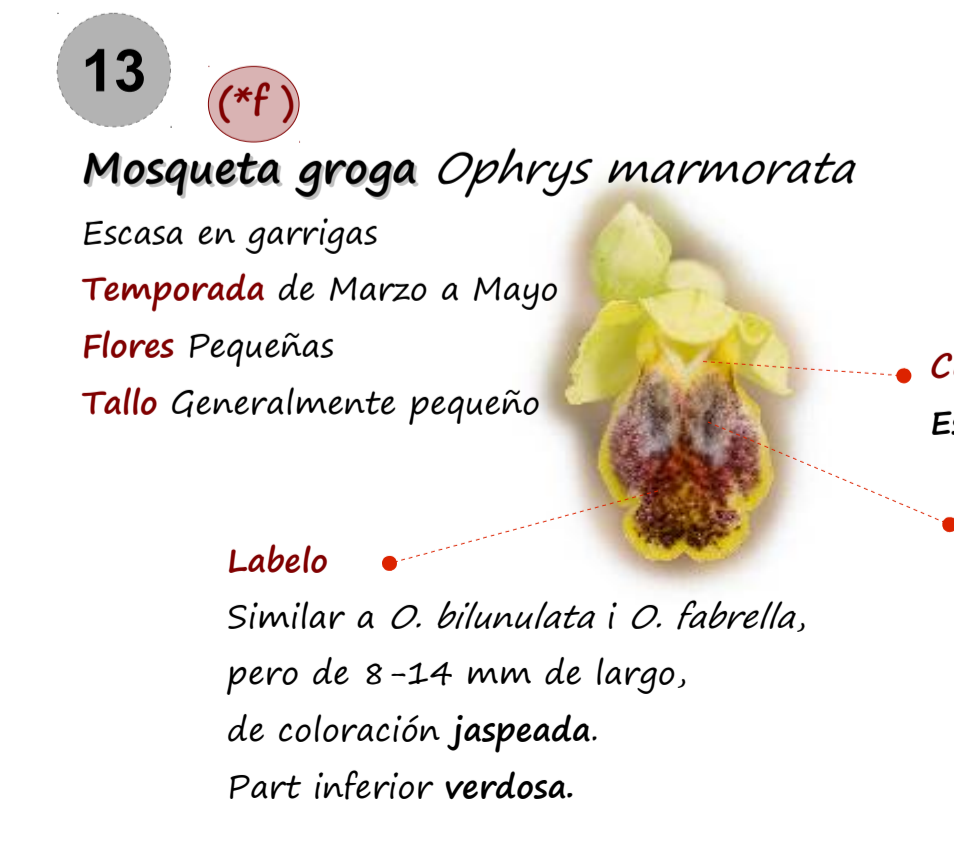 13
(*f )
Mosqueta groga Ophrys marmorata
Escasa en garrigas
Temporada de Marzo a Mayo
Flores Pequeñas
Tallo Generalmente pequeño
Labelo
Similar a O. bilunulata i O. fabrella,
pero de 8-14 mm de largo,
de coloración jaspeada.
Part inferior verdosa.